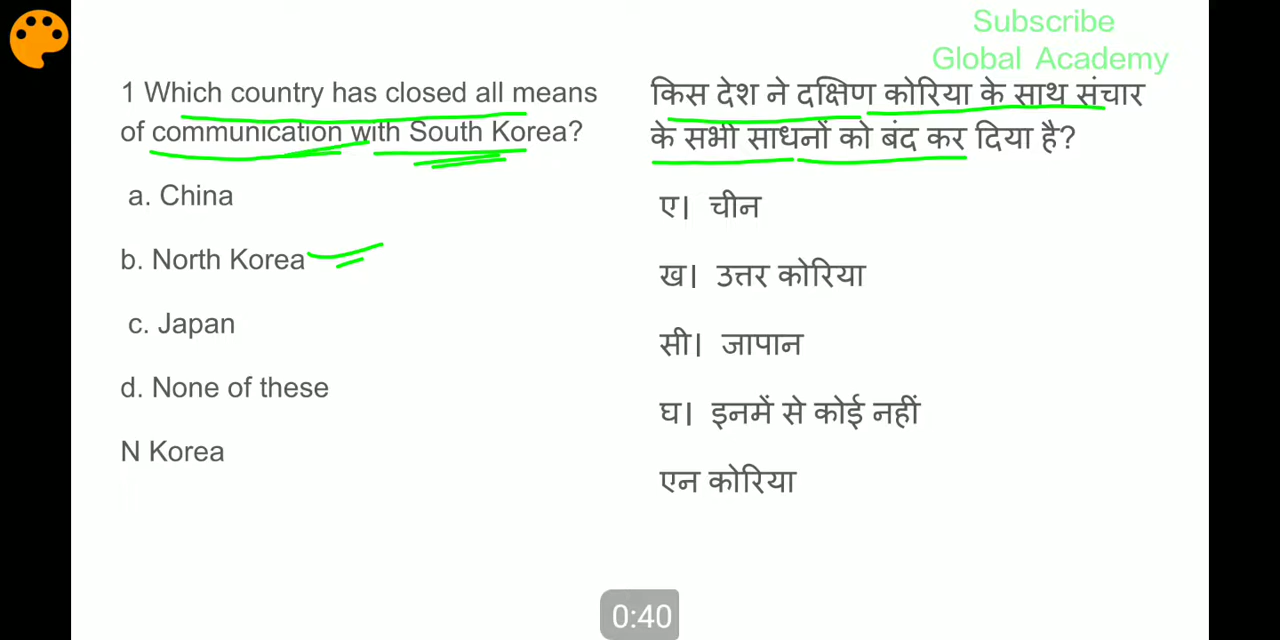 Subscribe
Global Academy
1 Which country has closed all means
of communication with South Korea?
a. China
b. North Korea
c. Japan
d. None of these
N Korea
किस देश ने दक्षिण कोरिया के साथ संचार
के सभी साधनों को बंद कर दिया है?
ए। चीन
ख। उत्तर कोरिया
सी। जापान
घ। इनमें से कोई नहीं
एन कोरिया
0:40